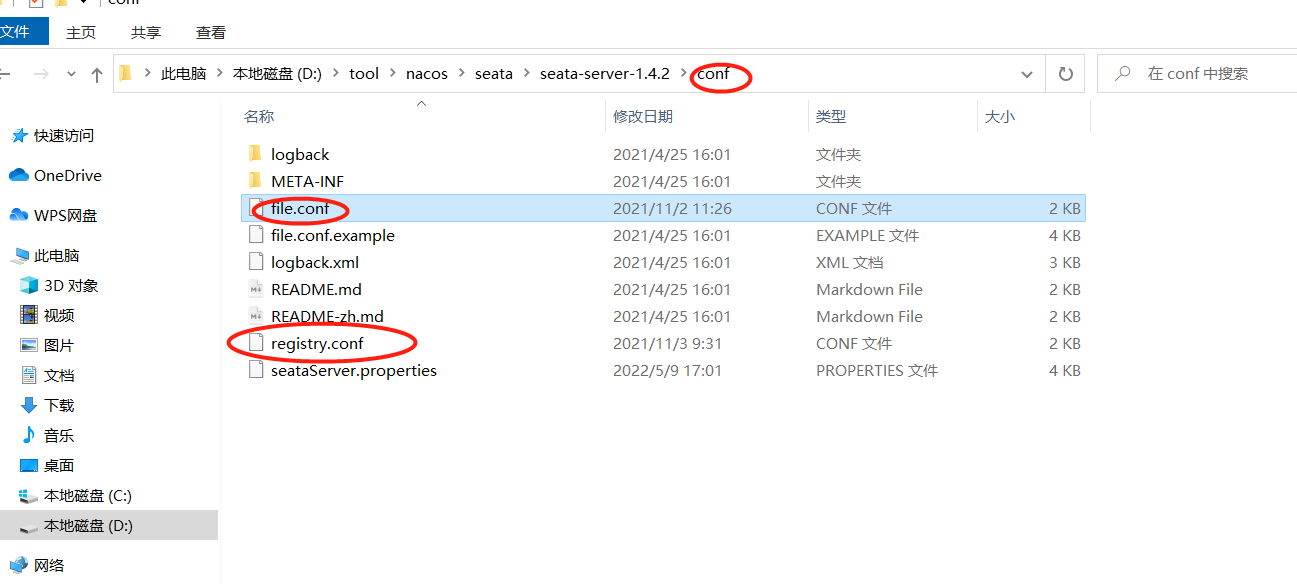 conf
文件 主页 共享 查看
此电脑 本地磁盘 (D:) tool nacos seata seata-server-1.4.2 conf 在 conf 中搜索
名称 修改日期 类型 大小
快速访问
OneDrive
WPS网盘
此电脑
3D 对象
视频
图片
文档
下载
音乐
桌面
本地磁盘 (C:)
本地磁盘 (D:)
网络
logback 2021/4/25 16:01 文件夹
META-INF 2021/4/25 16:01 文件夹
file.conf 2021/11/2 11:26 CONF 文件 2 KB
file.conf.example 2021/4/25 16:01 EXAMPLE 文件 4 KB
logback.xml 2021/4/25 16:01 XML 文档 3 KB
README.md 2021/4/25 16:01 Markdown File 2 KB
README-zh.md 2021/4/25 16:01 Markdown File 2 KB
registry.conf 2021/11/3 9:31 CONF 文件 2 KB
seataServer.properties 2022/5/9 17:01 PROPERTIES 文件 4 KB